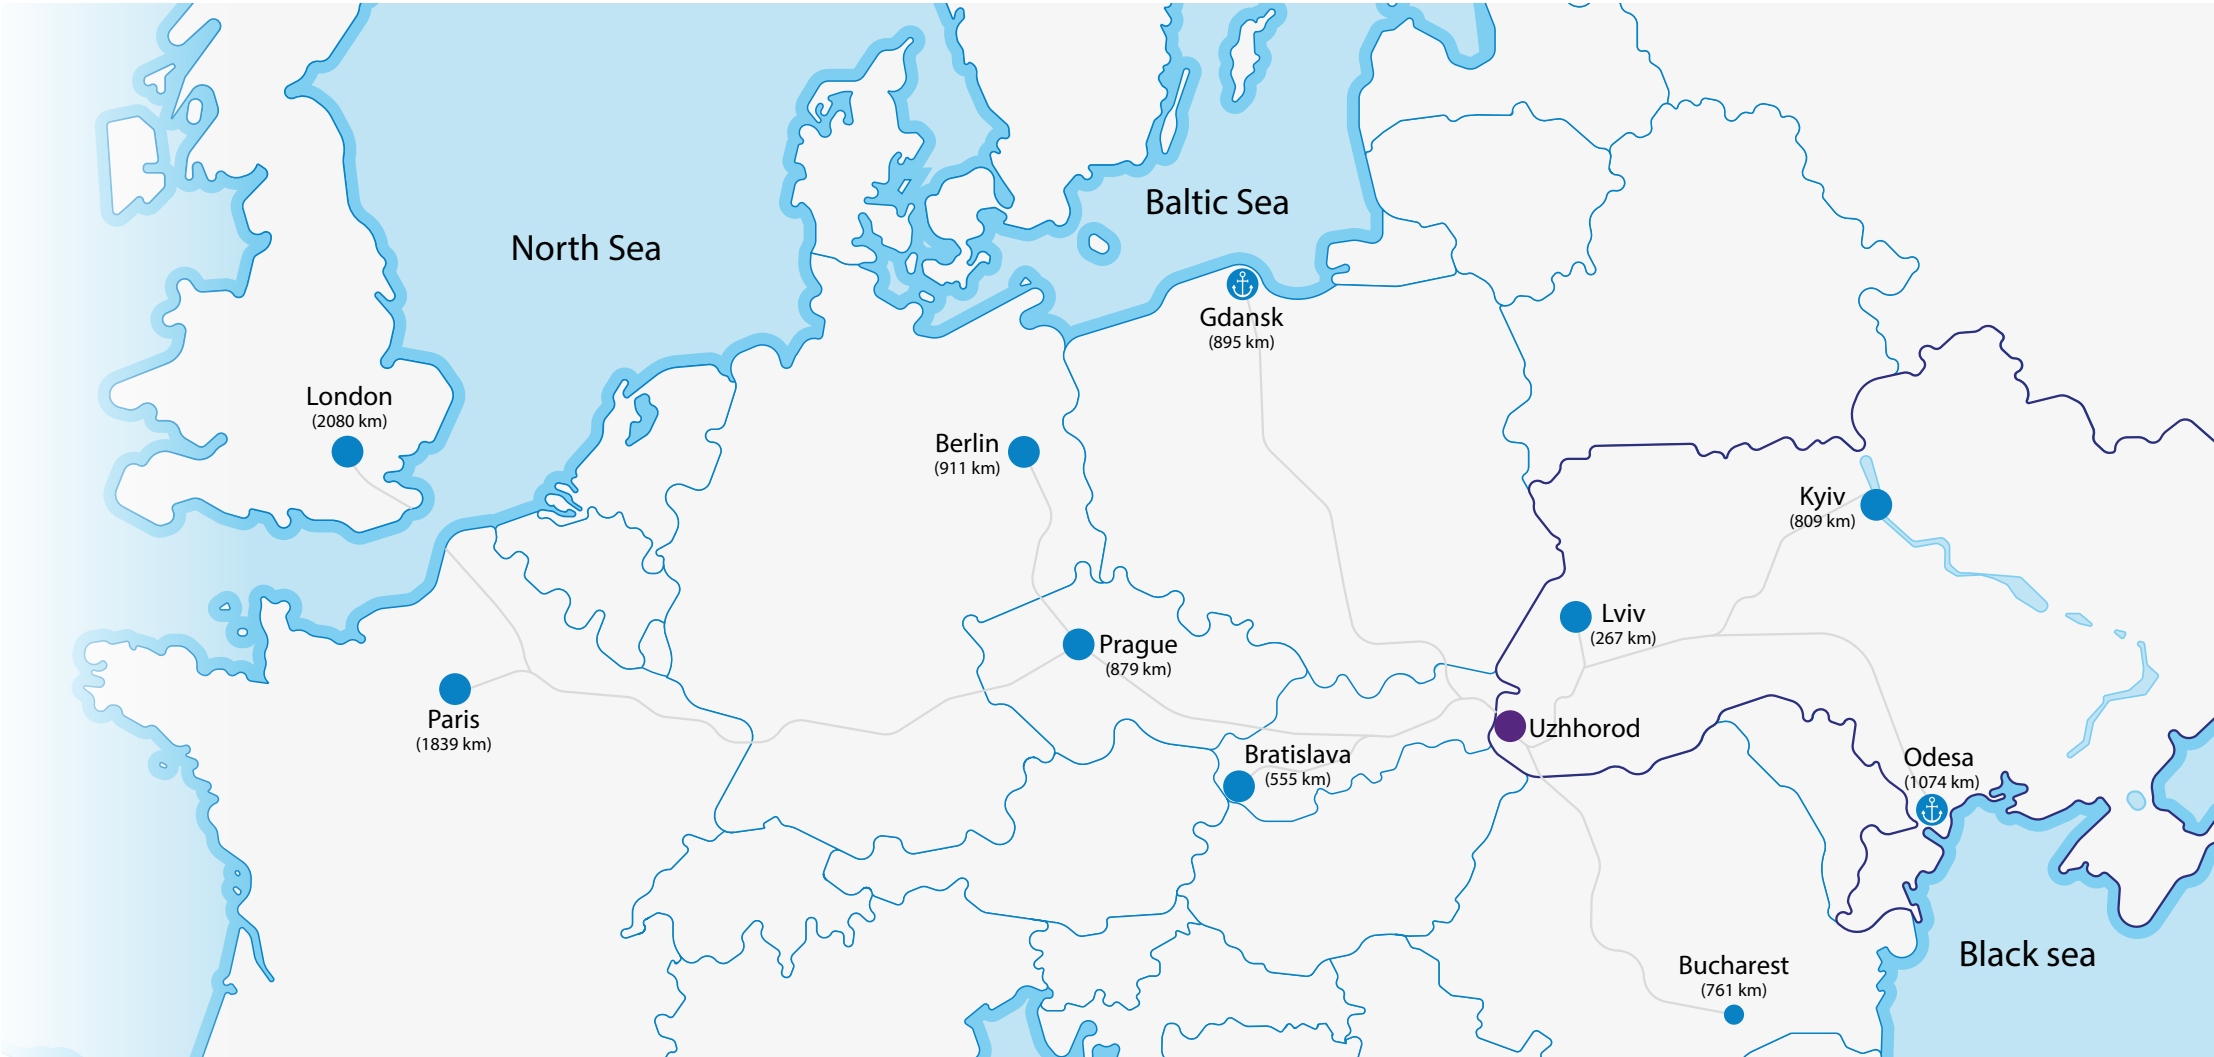 Baltic Sea
North Sea
Gdansk
(895 km)
London
(2080 km)
Berlin
(911 km)
Kyiv
(809 km)
Lviv
(267 km)
Prague
(879 km)
Paris
(1839 km)
Uzhhorod
Bratislava
(555 km)
Odesa
(1074 km)
Black sea
Bucharest
(761 km)